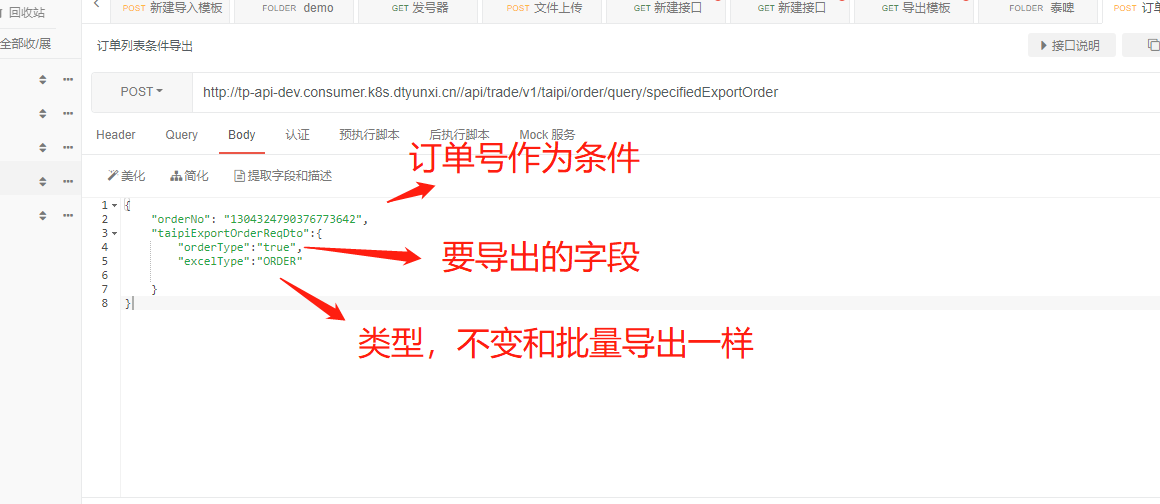 回收站
全部收/展
POST 新建导入模板
FOLDER demo
GET 发号器
POST 文件上传
GET 新建接口
GET 新建接口
GET 导出模板
FOLDER 泰啤
POST 订单
订单列表条件导出
接口说明
POST
http://tp-api-dev.consumer.k8s.dtyunxi.cn//api/trade/v1/taipi/order/query/specifiedExportOrder
Header Query Body 认证 预执行脚本 后执行脚本 Mock 服务
订单号作为条件
美化 简化 提取字段和描述
1 {
2 "orderNo": "1304324790376773642",
3 "taipiExportOrderReqDto":{
4 "orderType":"true",
要导出的字段
5 "excelType":"ORDER"
6
7 }
8 }
类型，不变和批量导出一样